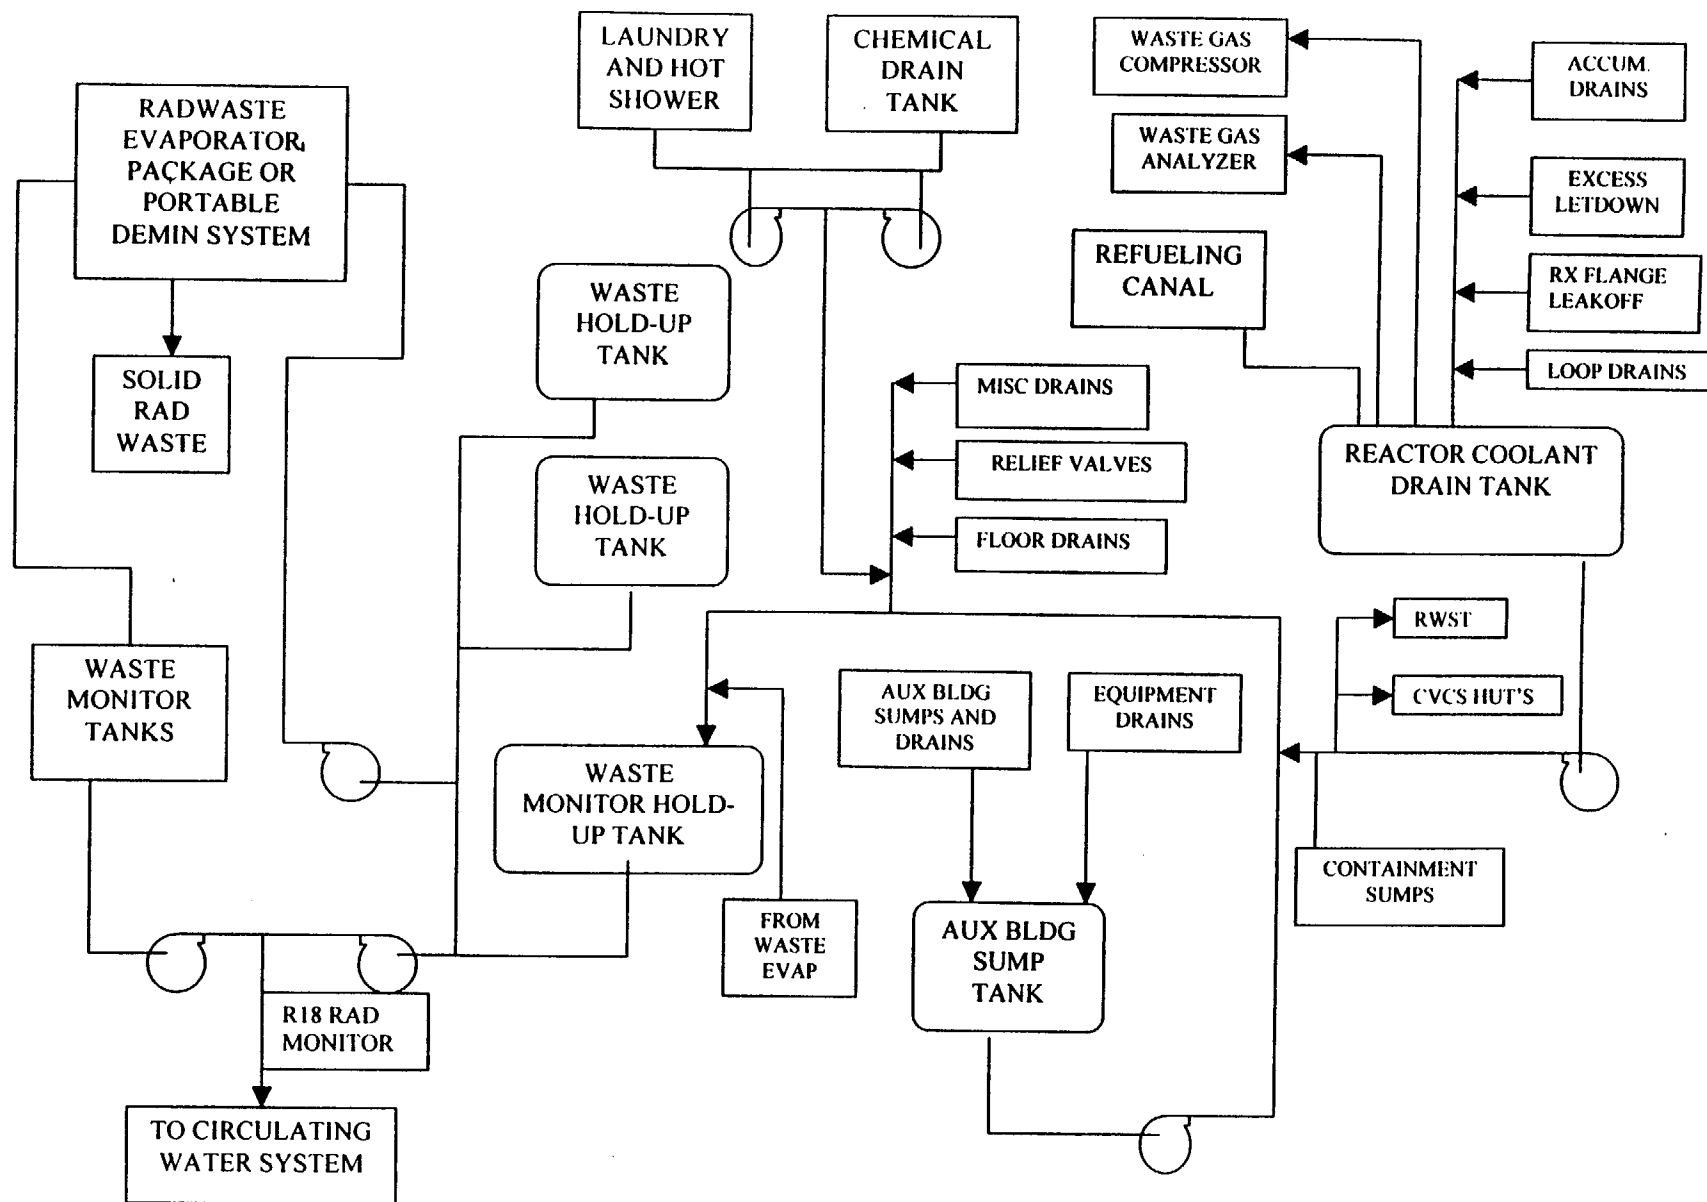 RADWASTE
EVAPORATOR,
PACKAGE OR
PORTABLE
DEMIN SYSTEM
SOLID
RAD
WASTE
WASTE
MONITOR
TANKS
LAUNDRY
AND HOT
SHOWER
CHEMICAL
DRAIN
TANK
WASTE
HOLD-UP
TANK
WASTE
HOLD-UP
TANK
WASTE
MONITOR HOLD-
UP TANK
FROM
WASTE
EVAP
R18 RAD
MONITOR
TO CIRCULATING
WATER SYSTEM
MISC DRAINS
RELIEF VALVES
FLOOR DRAINS
AUX BLDG
SUMPS AND
DRAINS
EQUIPMENT
DRAINS
AUX BLDG
SUMP
TANK
WASTE GAS
COMPRESSOR
WASTE GAS
ANALYZER
REFUELING
CANAL
ACCUM.
DRAINS
EXCESS
LETDOWN
RX FLANGE
LEAKOFF
LOOP DRAINS
REACTOR COOLANT
DRAIN TANK
RWST
CVCS HUT'S
CONTAINMENT
SUMPS